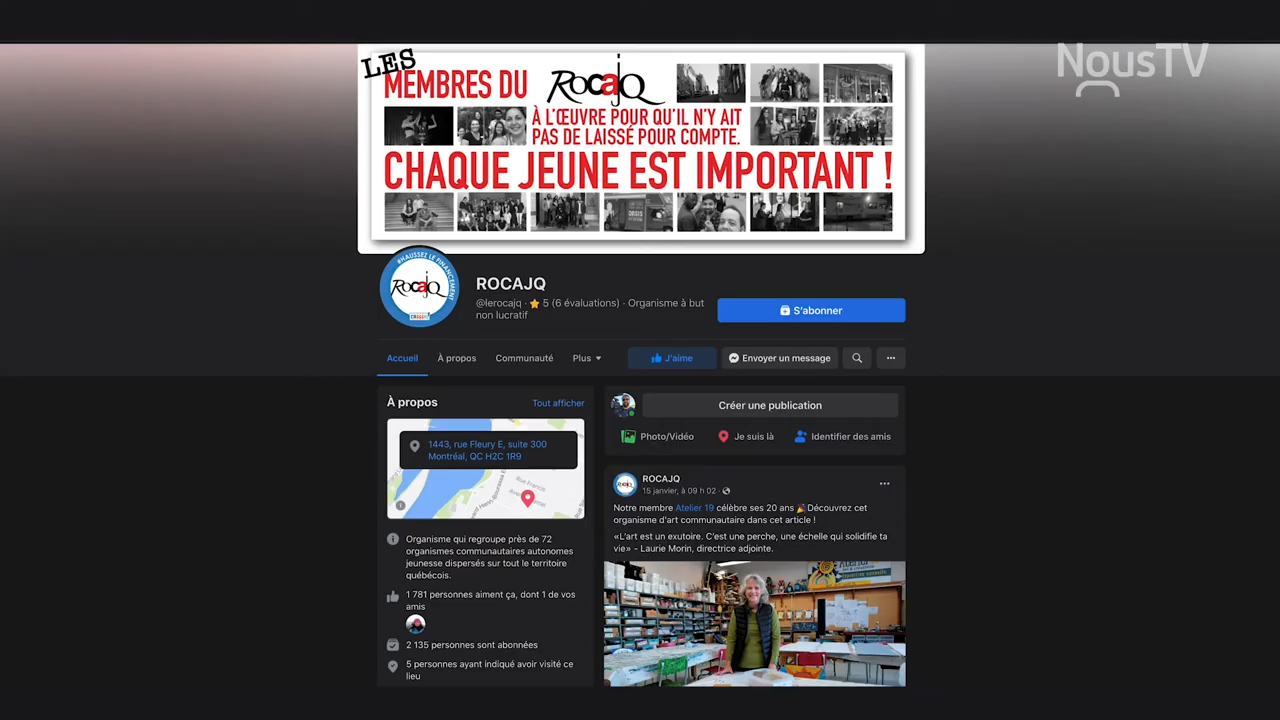 NousTV
LES
MEMBRES DU ROCAJQ
À L'ŒUVRE POUR QU'IL N'Y AIT
PAS DE LAISSÉ POUR COMPTE.
CHAQUE JEUNE EST IMPORTANT !
OASIS
#HAUSSEZ LE FINANCEMENT
ROCAJQ
ROCAJQ
@lerocajq · 5 (6 évaluations) · Organisme à but
non lucratif
S'abonner
Accueil
À propos
Communauté
Plus
J'aime
Envoyer un message
À propos
Tout afficher
1443, rue Fleury E, suite 300
Montréal, QC H2C 1R9
Rue Francis
Organisme qui regroupe près de 72
organismes communautaires autonomes
jeunesse dispersés sur tout le territoire
québécois.
1 781 personnes aiment ça, dont 1 de vos
amis
2 135 personnes sont abonnées
5 personnes ayant indiqué avoir visité ce
lieu
Créer une publication
Photo/Vidéo
Je suis là
Identifier des amis
ROCAJQ
15 janvier, à 09 h 02 ·
Notre membre Atelier 19 célèbre ses 20 ans 🎉Découvrez cet
organisme d'art communautaire dans cet article !
«L'art est un exutoire. C'est une perche, une échelle qui solidifie ta
vie» - Laurie Morin, directrice adjointe.